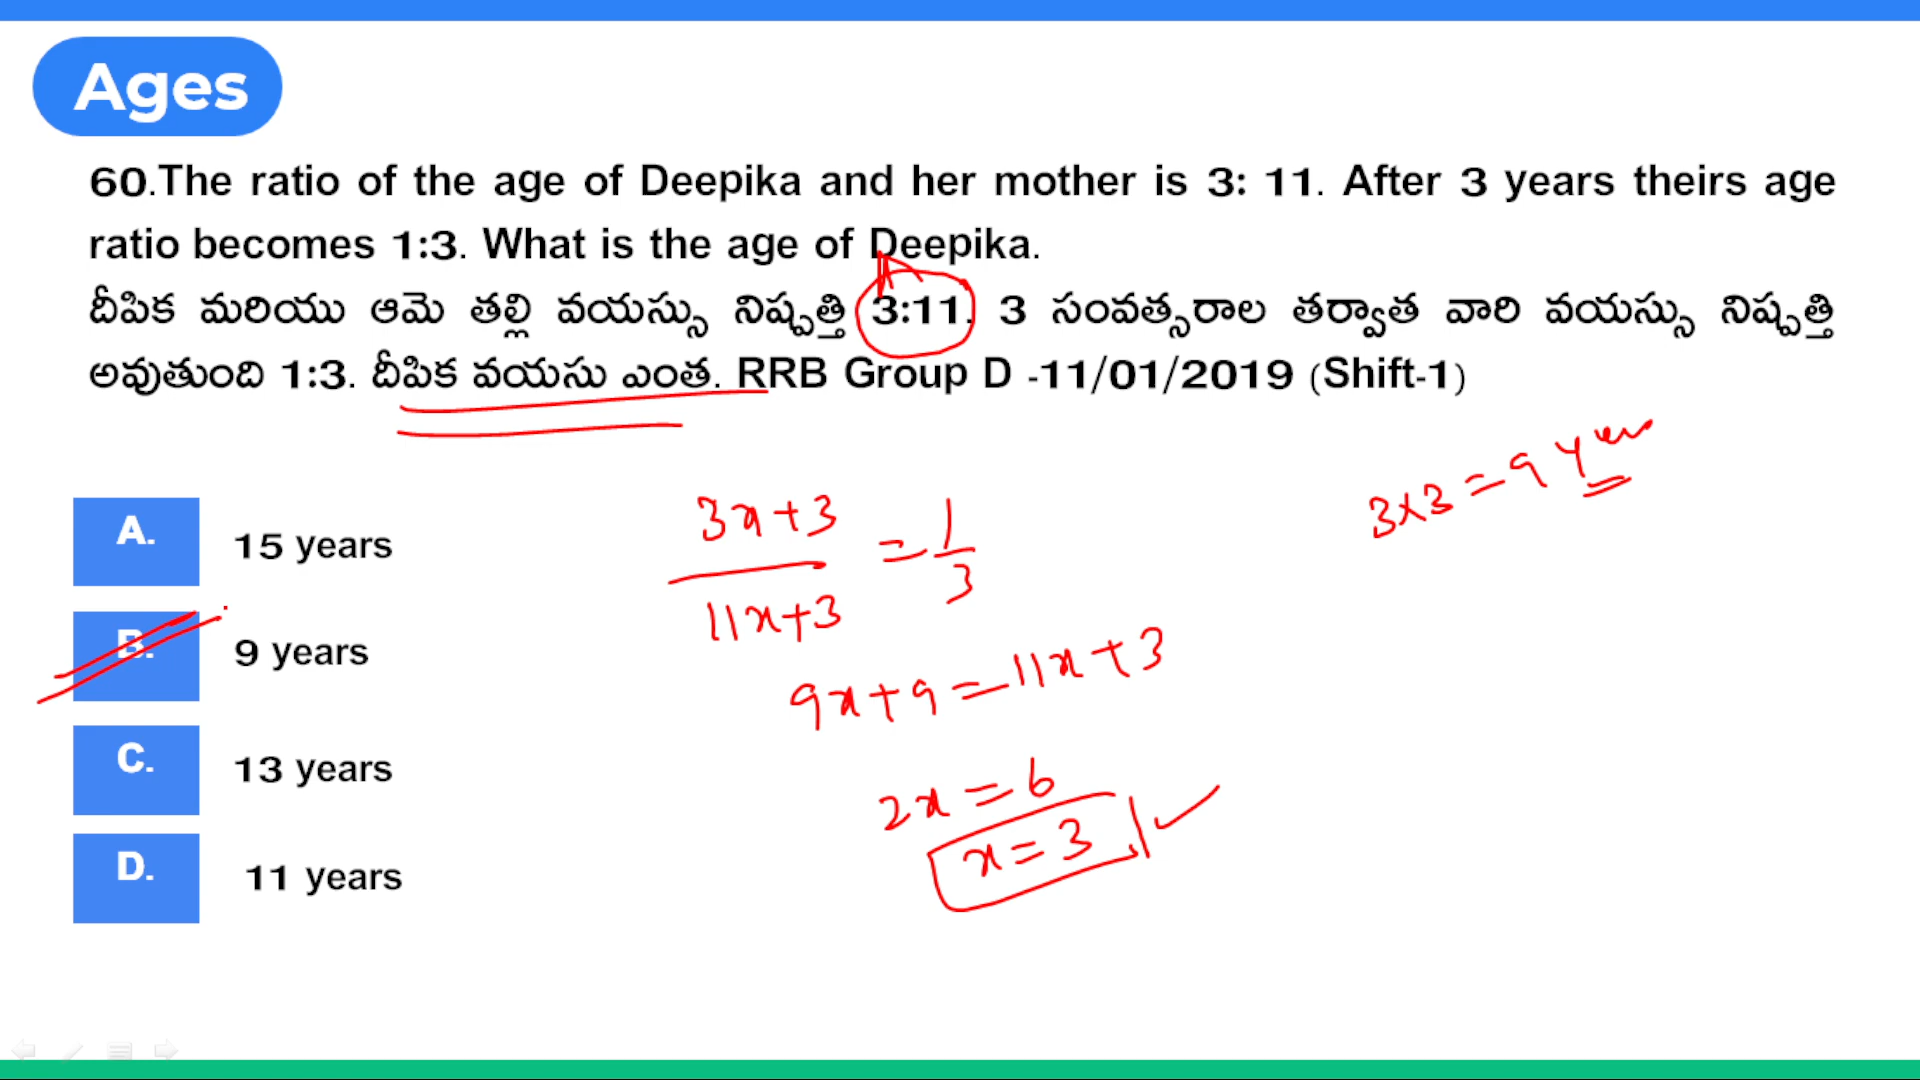 Ages
60.The ratio of the age of Deepika and her mother is 3: 11. After 3 years theirs age
ratio becomes 1:3. What is the age of Deepika.
దీపిక మరియు ఆమె తల్లి వయస్సు నిష్పత్తి 3:11. 3 సంవత్సరాల తర్వాత వారి వయస్సు నిష్పత్తి
అవుతుంది 1:3. దీపిక వయసు ఎంత. RRB Group D -11/01/2019 (Shift-1)
3x3 = 9 years
A. 15 years
3x+3
11x+3
= 1
3
B. 9 years
9x+9 = 11x+3
C. 13 years
2x = 6
x = 3
D. 11 years